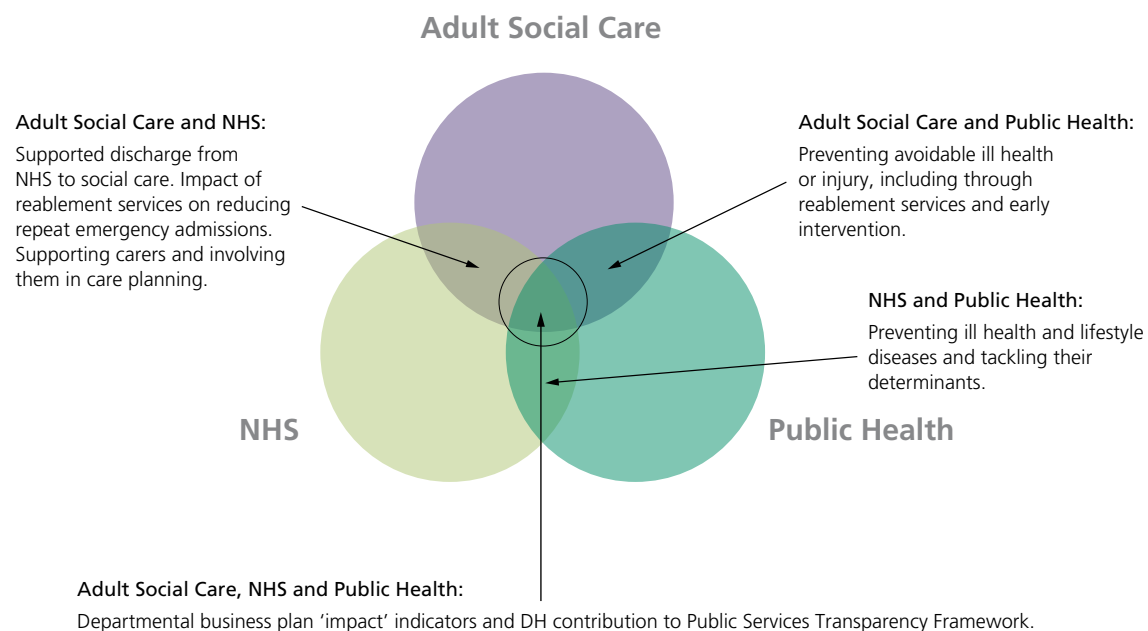 Adult Social Care
Adult Social Care and NHS:
Supported discharge from
NHS to social care. Impact of
reablement services on reducing
repeat emergency admissions.
Supporting carers and involving
them in care planning.
Adult Social Care and Public Health:
Preventing avoidable ill health
or injury, including through
reablement services and early
intervention.
NHS and Public Health:
Preventing ill health and lifestyle
diseases and tackling their
determinants.
NHS
Public Health
Adult Social Care, NHS and Public Health:
Departmental business plan ‘impact’ indicators and DH contribution to Public Services Transparency Framework.